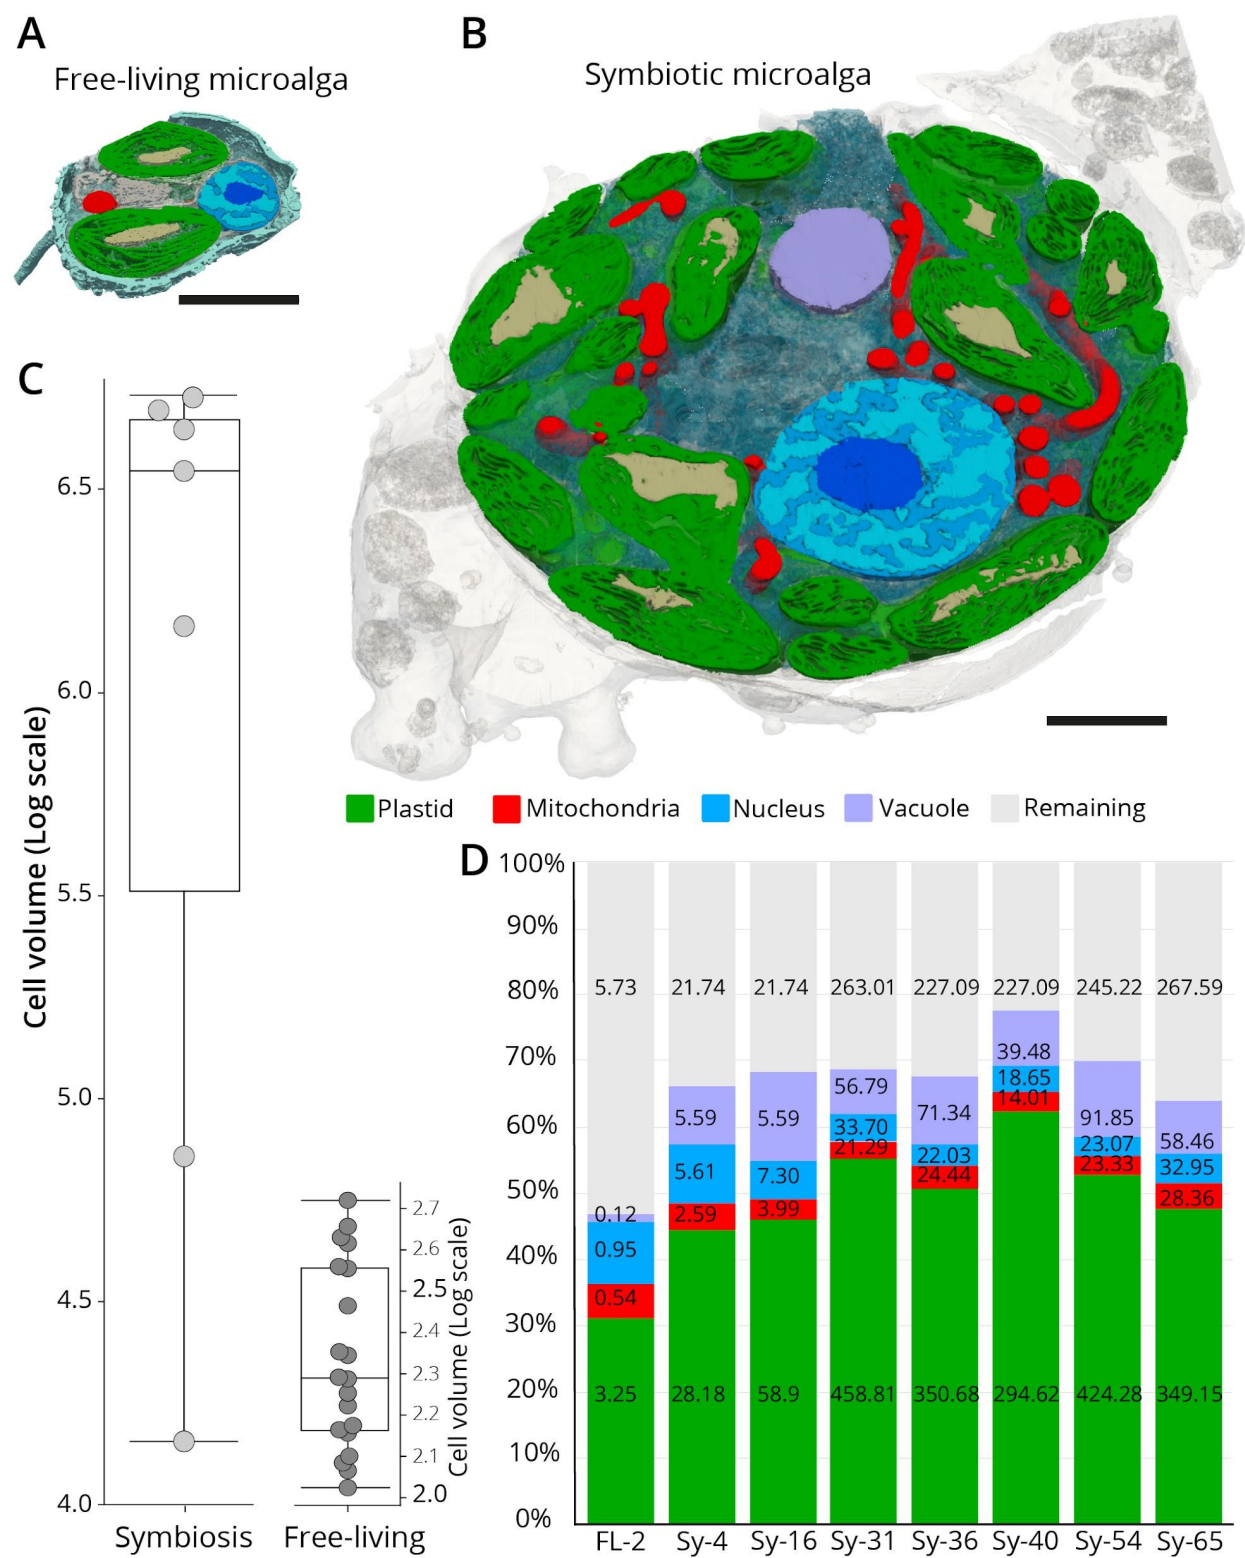 A
Free-living microalga
B
Symbiotic microalga
C
Cell volume (Log scale)
6.5
6.0
5.5
5.0
4.5
4.0
Symbiosis
2.7
2.6
2.5
2.4
2.3
2.2
2.1
2.0
Cell volume (Log scale)
Free-living
Plastid Mitochondria Nucleus Vacuole Remaining
D
100%
90%
80%
70%
60%
50%
40%
30%
20%
10%
0%
5.73 21.74 21.74 263.01 227.09 227.09 245.22 267.59
0.12 5.59 5.59 56.79 71.34 39.48 91.85 58.46
0.95 5.61 7.30 33.70 22.03 18.65 23.07 32.95
0.54 2.59 3.99 21.29 24.44 14.01 23.33 28.36
3.25 28.18 58.9 458.81 350.68 294.62 424.28 349.15
FL-2 Sy-4 Sy-16 Sy-31 Sy-36 Sy-40 Sy-54 Sy-65